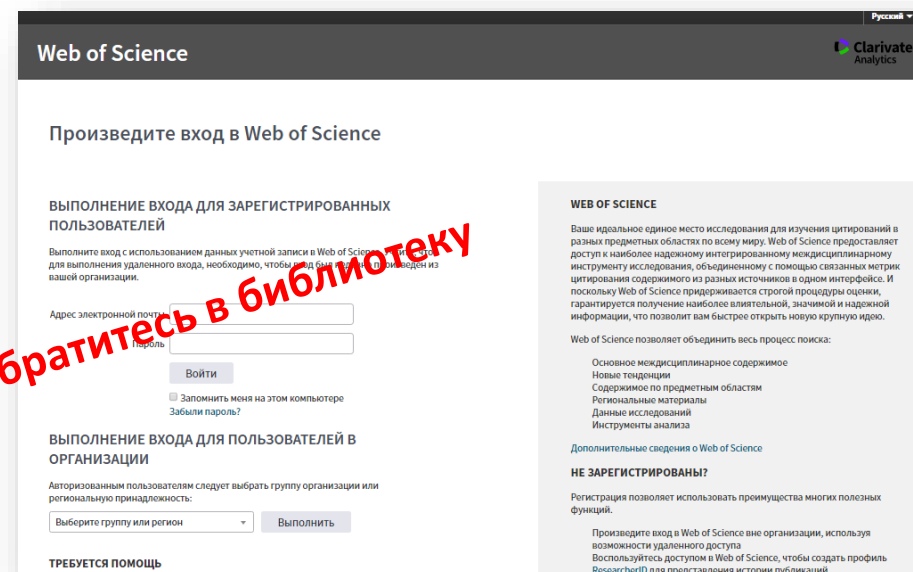 Русский
Web of Science
Clarivate
Analytics
Произведите вход в Web of Science
ВЫПОЛНЕНИЕ ВХОДА ДЛЯ ЗАРЕГИСТРИРОВАННЫХ
ПОЛЬЗОВАТЕЛЕЙ
Выполните вход с использованием данных учетной записи в Web of Science.
для выполнения удаленного входа, необходимо, чтобы вход был из
вашей организации.
Адрес электронной почты
Пароль
Войти
Запомнить меня на этом компьютере
Забыли пароль?
братитесь в библиотеку
ВЫПОЛНЕНИЕ ВХОДА ДЛЯ ПОЛЬЗОВАТЕЛЕЙ В
ОРГАНИЗАЦИИ
Авторизованным пользователям следует выбрать группу организации или
региональную принадлежность:
Выберите группу или регион
Выполнить
ТРЕБУЕТСЯ ПОМОЩЬ
WEB OF SCIENCE
Ваше идеальное единое место исследования для изучения цитирований в
разных предметных областях по всему миру. Web of Science предоставляет
доступ к наиболее надежному интегрированному междисциплинарному
инструменту исследования, объединенному с помощью связанных метрик
цитирования содержимого из разных источников в одном интерфейсе. И
поскольку Web of Science придерживается строгой процедуры оценки,
гарантируется получение наиболее влиятельной, значимой и надежной
информации, что позволит вам быстрее открыть новую крупную идею.
Web of Science позволяет объединить весь процесс поиска:
Основное междисциплинарное содержимое
Новые тенденции
Содержимое по предметным областям
Региональные материалы
Данные исследований
Инструменты анализа
Дополнительные сведения о Web of Science
НЕ ЗАРЕГИСТРИРОВАНЫ?
Регистрация позволяет использовать преимущества многих полезных
функций.
Произведите вход в Web of Science вне организации, используя
возможности удаленного доступа
Воспользуйтесь доступом в Web of Science, чтобы создать профиль
ResearcherID для представления истории публикаций